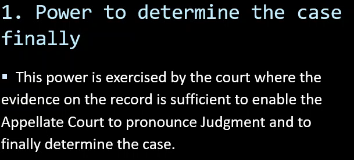 1. Power to determine the case
finally
▪ This power is exercised by the court where the
evidence on the record is sufficient to enable the
Appellate Court to pronounce Judgment and to
finally determine the case.